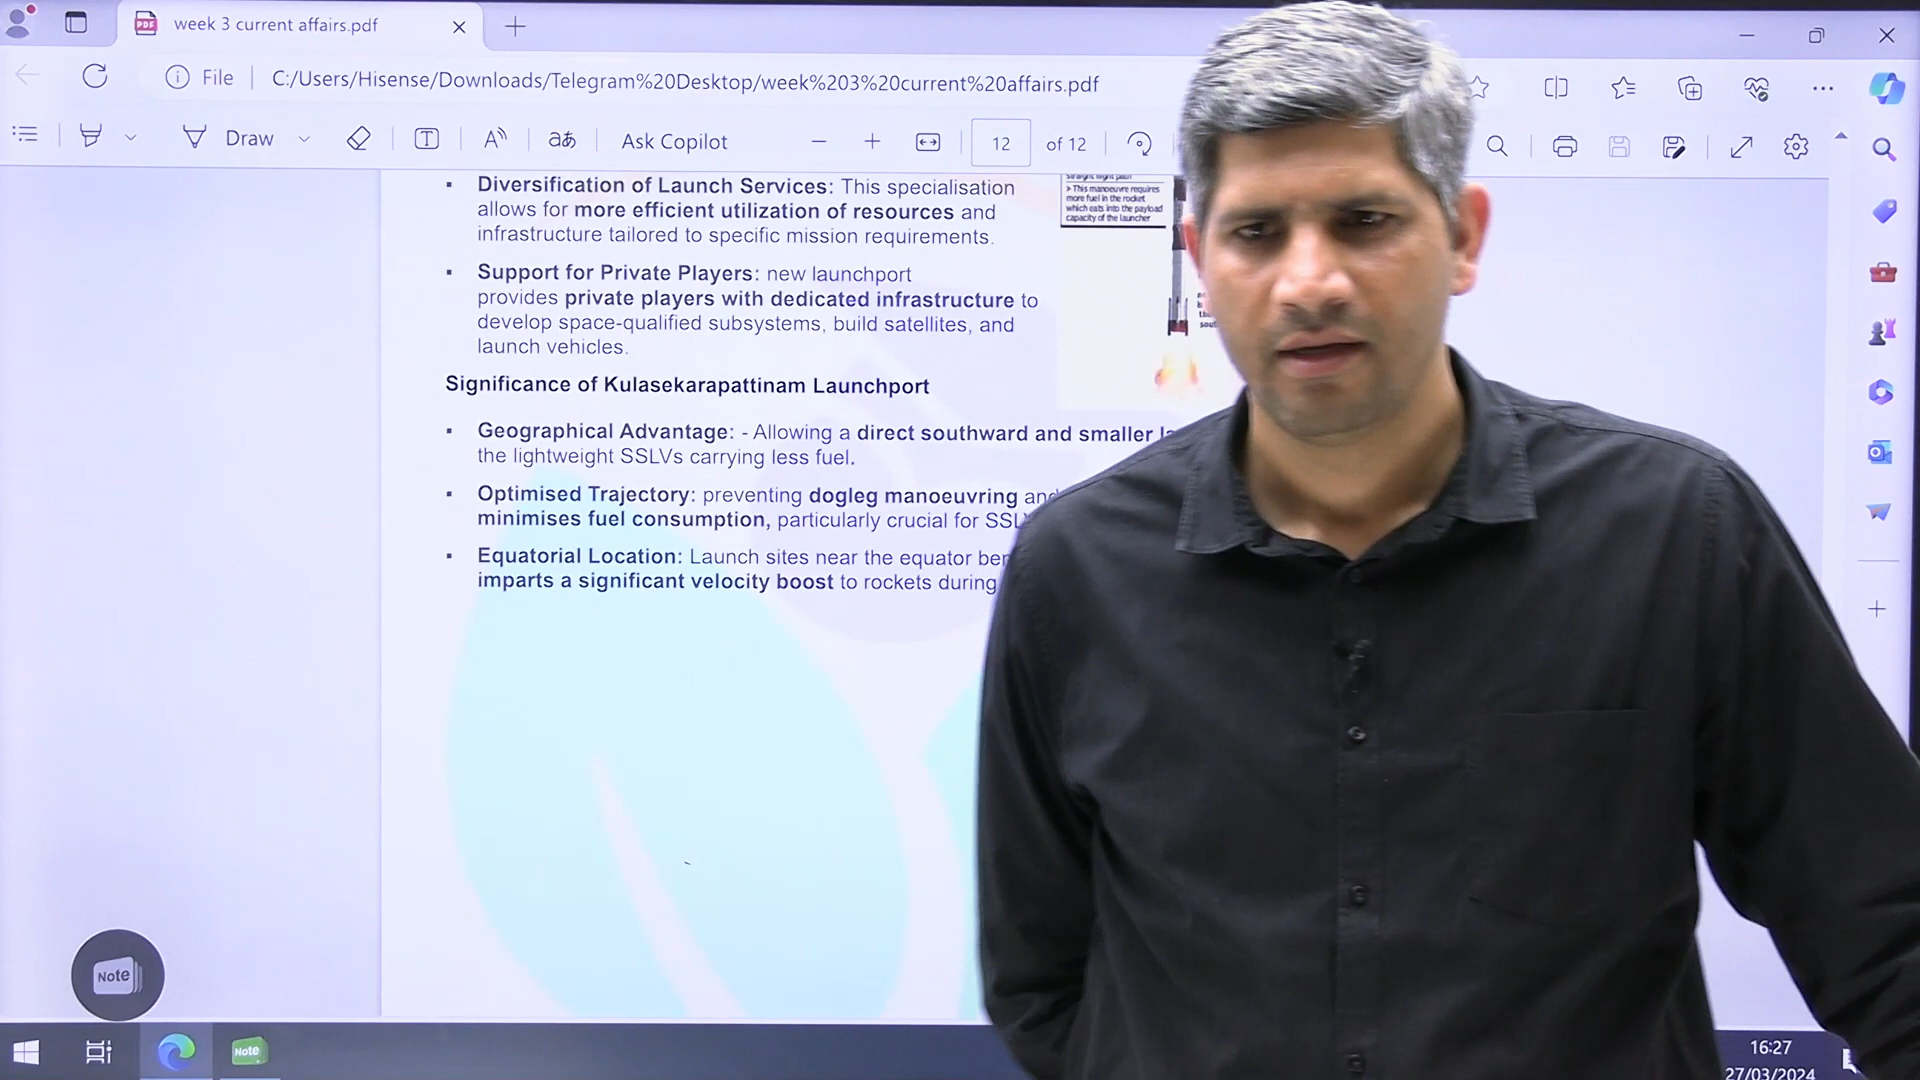 week 3 current affairs.pdf
File
C:/Users/Hisense/Downloads/Telegram%20Desktop/week%203%20current%20affairs.pdf
Draw
Ask Copilot
12
of 12
▪ Diversification of Launch Services: This specialisation
allows for more efficient utilization of resources and
infrastructure tailored to specific mission requirements.
straight flight path
> This manoeuvre requires
more fuel in the rocket
which eats into the payload
capacity of the launcher
▪ Support for Private Players: new launchport
provides private players with dedicated infrastructure to
develop space-qualified subsystems, build satellites, and
launch vehicles.
Significance of Kulasekarapattinam Launchport
▪ Geographical Advantage: - Allowing a direct southward and smaller
the lightweight SSLVs carrying less fuel.
▪ Optimised Trajectory: preventing dogleg manoeuvring and
minimises fuel consumption, particularly crucial for
▪ Equatorial Location: Launch sites near the equator
imparts a significant velocity boost to rockets during
Note
Note
16:27
27/03/2024